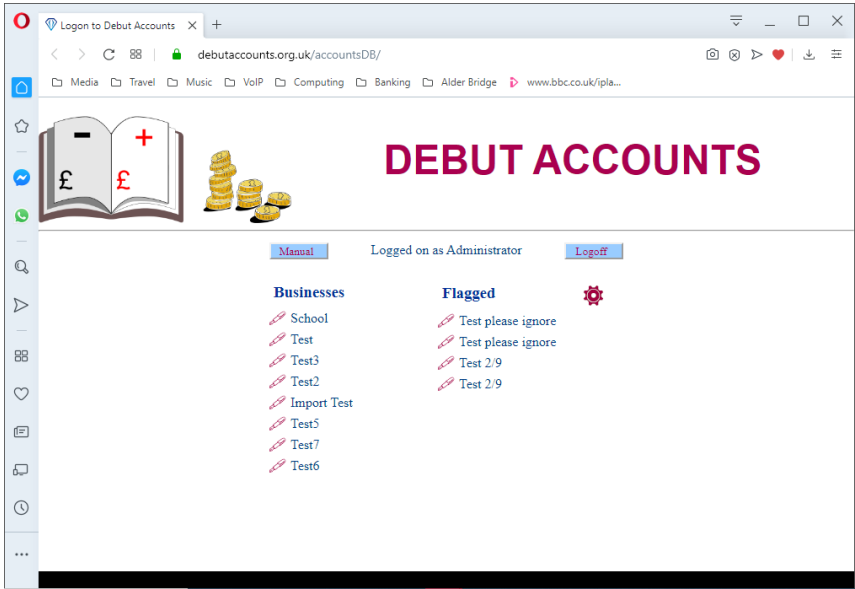 Logon to Debut Accounts
debutaccounts.org.uk/accountsDB/
Media Travel Music VoIP Computing Banking Alder Bridge www.bbc.co.uk/ipla...
- +
£ £
DEBUT ACCOUNTS
Manual Logged on as Administrator Logoff
Businesses Flagged
School Test please ignore
Test Test please ignore
Test3 Test 2/9
Test2 Test 2/9
Import Test
Test5
Test7
Test6